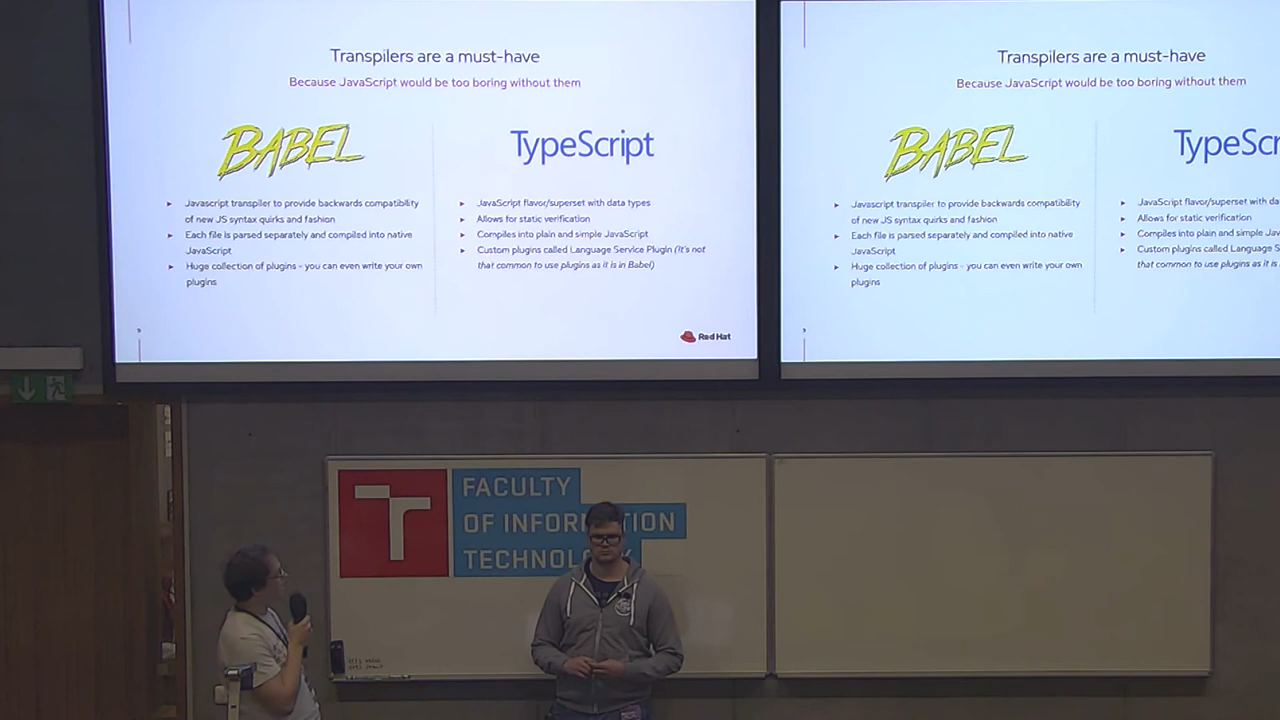 Transpilers are a must-have
Because JavaScript would be too boring without them
BABEL
Javascript transpiler to provide backwards compatibility
of new JS syntax quirks and fashion
Each file is parsed separately and compiled into native
JavaScript
Huge collection of plugins - you can even write your own
plugins
TypeScript
JavaScript flavor/superset with data types
Allows for static verification
Compiles into plain and simple JavaScript
Custom plugins called Language Service Plugin (It's not
that common to use plugins as it is in Babel)
9
Red Hat
Transpilers are a must-have
Because JavaScript would be too boring without them
BABEL
Javascript transpiler to provide backwards compatibility
of new JS syntax quirks and fashion
Each file is parsed separately and compiled into native
JavaScript
Huge collection of plugins - you can even write your own
plugins
TypeScr
JavaScript flavor/superset with da
Allows for static verification
Compiles into plain and simple Jav
Custom plugins called Language S
that common to use plugins as it is
9
FACULTY
OF INFOR TION
TECHNOLO